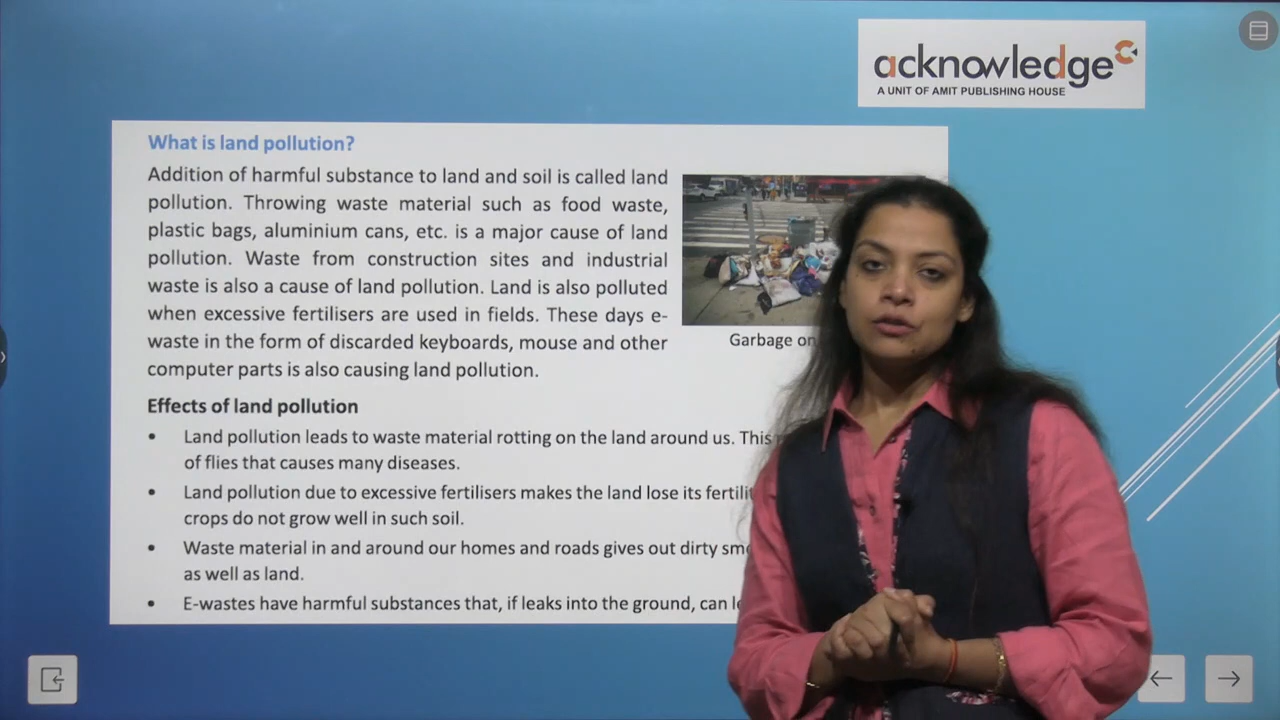 acknowledge
A UNIT OF AMIT PUBLISHING HOUSE
What is land pollution?
Addition of harmful substance to land and soil is called land
pollution. Throwing waste material such as food waste,
plastic bags, aluminium cans, etc. is a major cause of land
pollution. Waste from construction sites and industrial
waste is also a cause of land pollution. Land is also polluted
when excessive fertilisers are used in fields. These days e-
waste in the form of discarded keyboards, mouse and other
computer parts is also causing land pollution.
Garbage on
Effects of land pollution
• Land pollution leads to waste material rotting on the land around us. This
of flies that causes many diseases.
• Land pollution due to excessive fertilisers makes the land lose its
crops do not grow well in such soil.
• Waste material in and around our homes and roads gives out dirty
as well as land.
• E-wastes have harmful substances that, if leaks into the ground, can